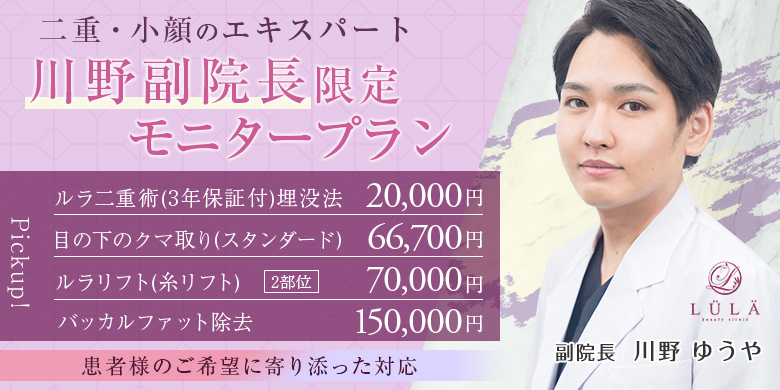 二重・小顔のエキスパート
川野副院長限定
モニタープラン
Pickup!
ルラ二重術(3年保証付)埋没法 20,000円
目の下のクマ取り(スタンダード) 66,700円
ルラリフト(糸リフト) 2部位 70,000円
バッカルファット除去 150,000円
患者様のご希望に寄り添った対応
LÜLÄ
beauty clinic
副院長 川野 ゆうや